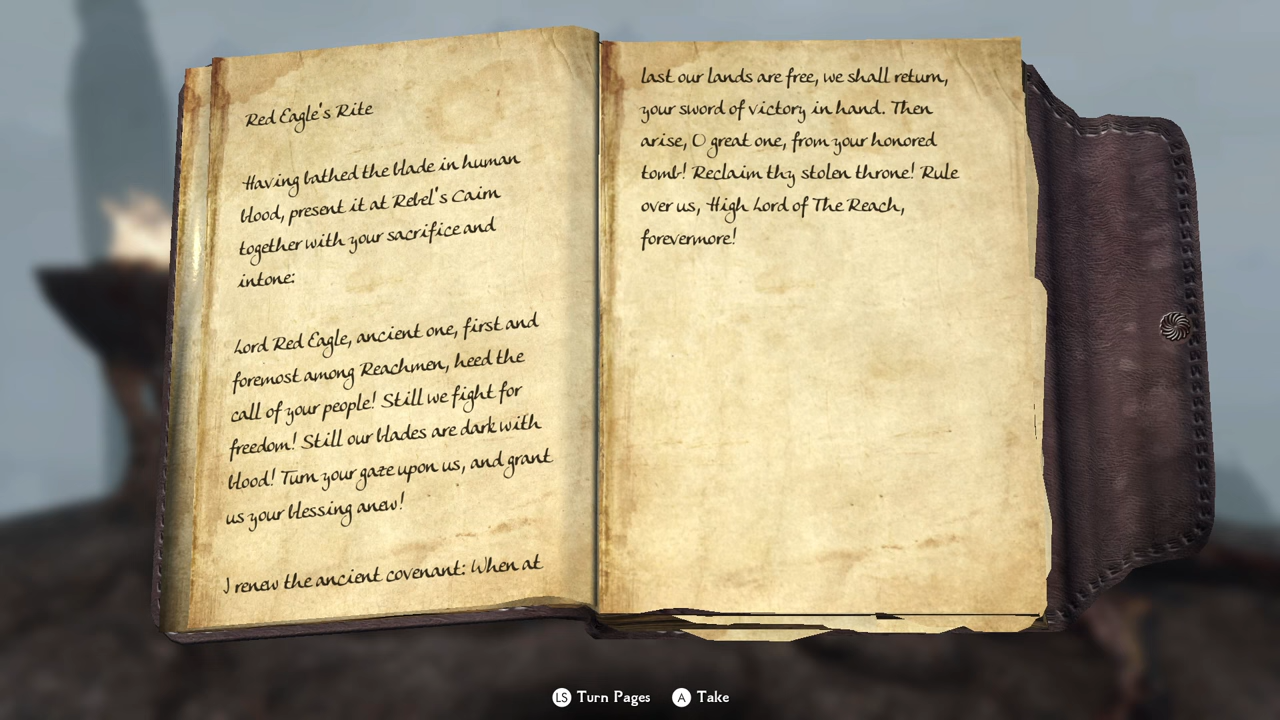 Red Eagle's Rite
Having bathed the blade in human
blood, present it at Rebel's Cairn
together with your sacrifice and
intone:
Lord Red Eagle, ancient one, first and
foremost among Reachmen, heed the
call of your people! Still we fight for
freedom! Still our blades are dark with
blood! Turn your gaze upon us, and grant
us your blessing anew!
I renew the ancient covenant: When at
last our lands are free, we shall return,
your sword of victory in hand. Then
arise, O great one, from your honored
tomb! Reclaim thy stolen throne! Rule
over us, High Lord of The Reach,
forevermore!
LS Turn Pages A Take